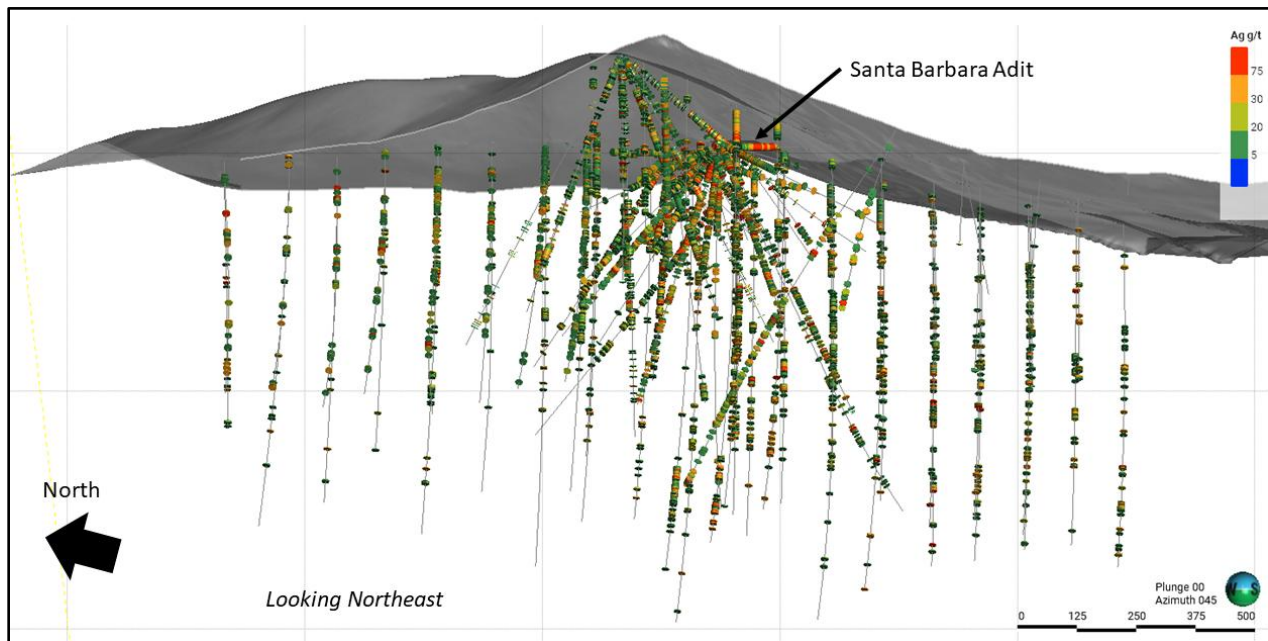 Ag g/t
75
30
20
5
Santa Barbara Adit
North
Looking Northeast
Plunge 00
Azimuth 045
N S
0 125 250 375 500